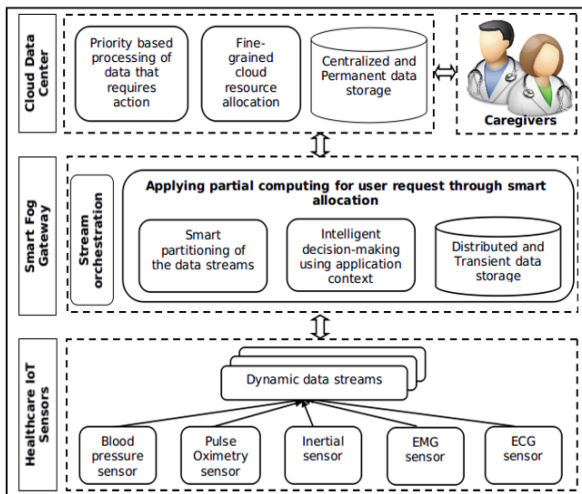 Cloud Data
Center
Priority based
processing of
data that
requires
action
Fine-
grained
cloud
resource
allocation
Centralized and
Permanent data
storage
Caregivers
Smart Fog
Gateway
Stream
orchestration
Applying partial computing for user request through smart
allocation
Smart
partitioning of
the data streams
Intelligent
decision-making
using application
context
Distributed and
Transient data
storage
Healthcare IoT
Sensors
Dynamic data streams
Blood
pressure
sensor
Pulse
Oximetry
sensor
Inertial
sensor
EMG
sensor
ECG
sensor